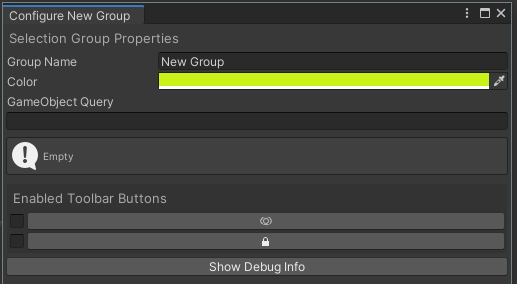 Configure New Group
Selection Group Properties
Group Name New Group
Color
GameObject Query
Empty
Enabled Toolbar Buttons
Show Debug Info